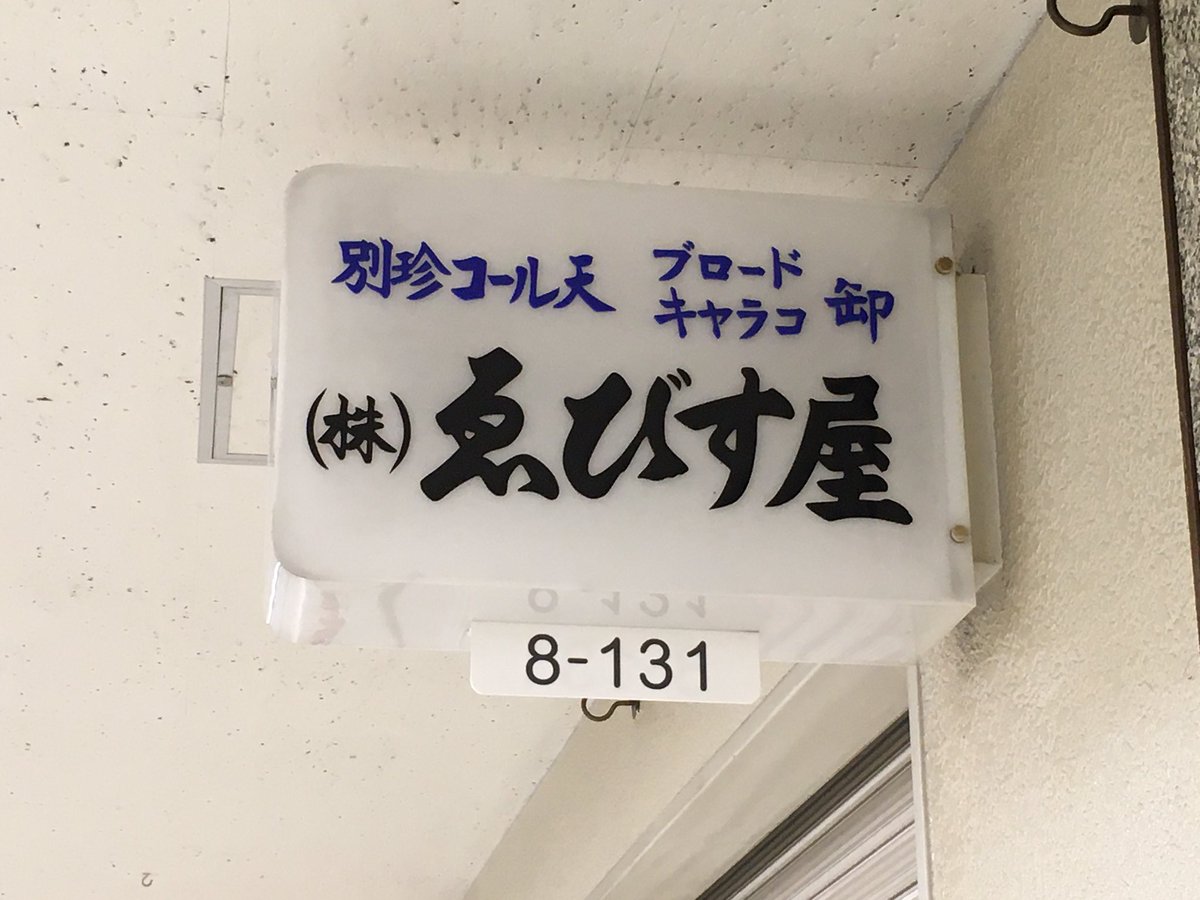 別珍コール天 ブロード キャラコ 卸
(株)ゑびす屋
8-131